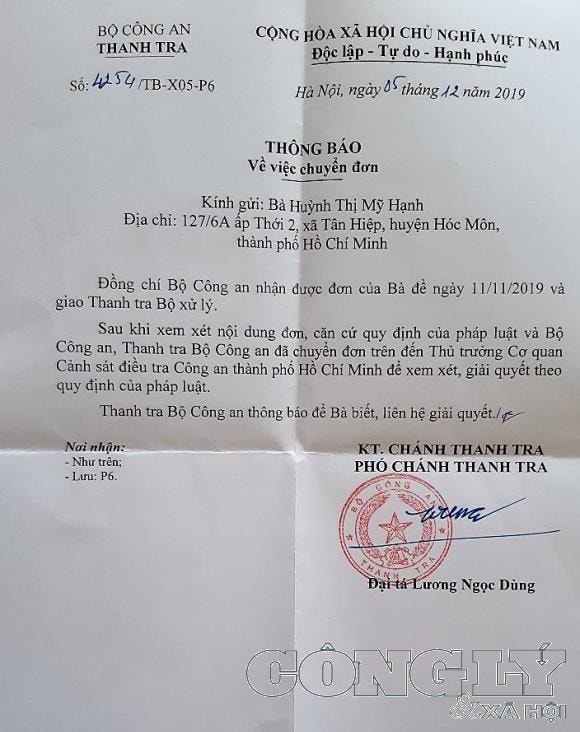 BỘ CÔNG AN
THANH TRA
Số: 4254/TB-X05-P6
CỘNG HÒA XÃ HỘI CHỦ NGHĨA VIỆT NAM
Độc lập - Tự do - Hạnh phúc
Hà Nội, ngày 05 tháng 12 năm 2019
THÔNG BÁO
Về việc chuyển đơn
Kính gửi: Bà Huỳnh Thị Mỹ Hạnh
Địa chỉ: 127/6A ấp Thới 2, xã Tân Hiệp, huyện Hóc Môn,
thành phố Hồ Chí Minh
Đồng chí Bộ Công an nhận được đơn của Bà đề ngày 11/11/2019 và
giao Thanh tra Bộ xử lý.
Sau khi xem xét nội dung đơn, căn cứ quy định của pháp luật và Bộ
Công an, Thanh tra Bộ Công an đã chuyển đơn trên đến Thủ trưởng Cơ quan
Cảnh sát điều tra Công an thành phố Hồ Chí Minh để xem xét, giải quyết theo
quy định của pháp luật.
Thanh tra Bộ Công an thông báo để Bà biết, liên hệ giải quyết./
Nơi nhận:
- Như trên;
- Lưu: P6.
KT. CHÁNH THANH TRA
PHÓ CHÁNH THANH TRA
BỘ CÔNG AN
THANH TRA
Đại tá Lương Ngọc Dùng
CÔNG LÝ
& XÃ HỘI